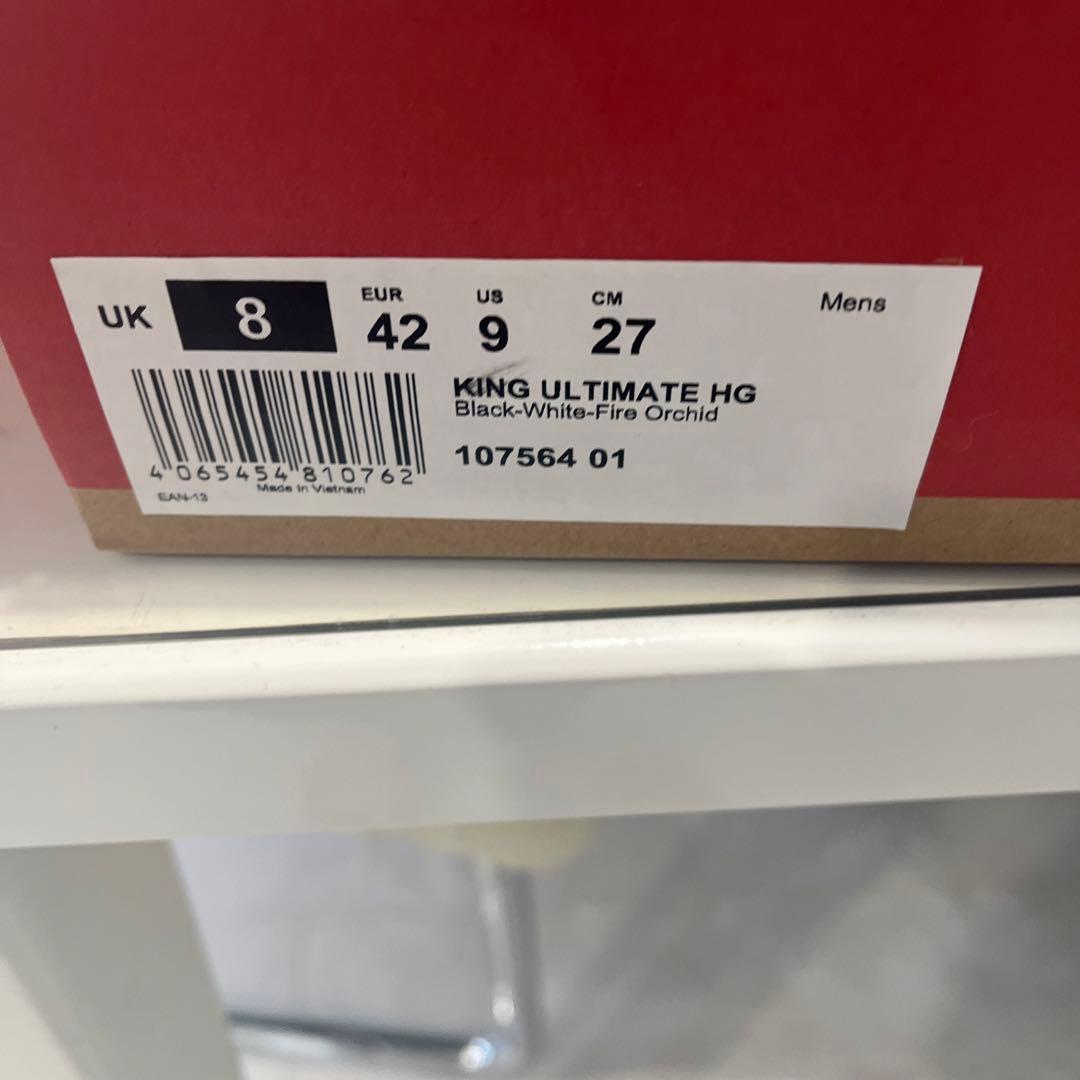 UK 8 EUR 42 US 9 CM 27 Mens
KING ULTIMATE HG
Black-White-Fire Orchid
107564 01
4 065454 810762
EAN-13 Made in Vietnam